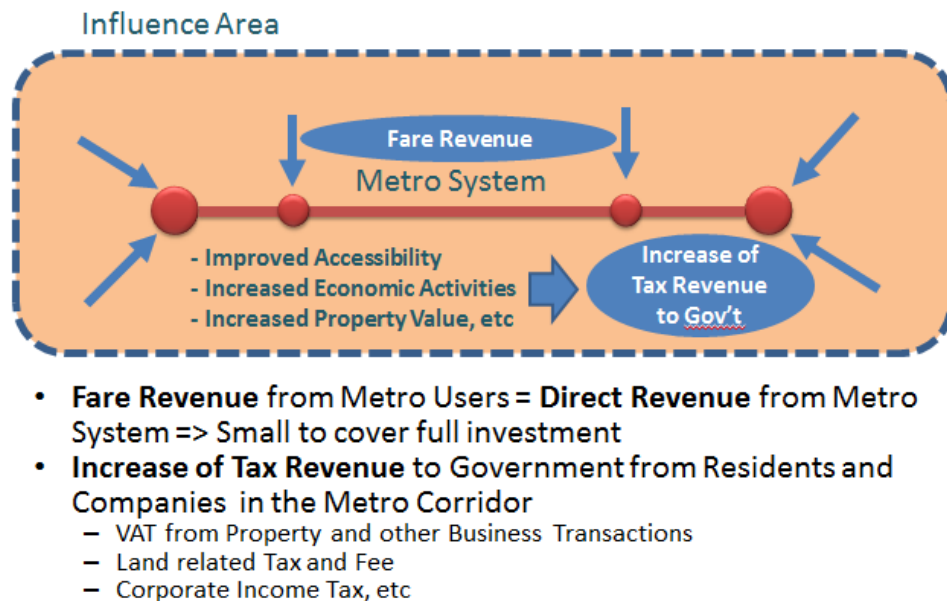 Influence Area
Fare Revenue
Metro System
- Improved Accessibility
- Increased Economic Activities
- Increased Property Value, etc
Increase of
Tax Revenue
to Gov't
• Fare Revenue from Metro Users = Direct Revenue from Metro
System => Small to cover full investment
• Increase of Tax Revenue to Government from Residents and
Companies in the Metro Corridor
– VAT from Property and other Business Transactions
– Land related Tax and Fee
– Corporate Income Tax, etc